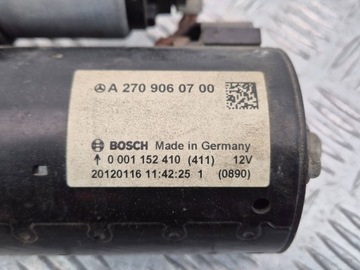 A 270 906 07 00
BOSCH Made in Germany
↑ 0 001 152 410 (411) 12V
20120116 11:42:25 1 (0890)